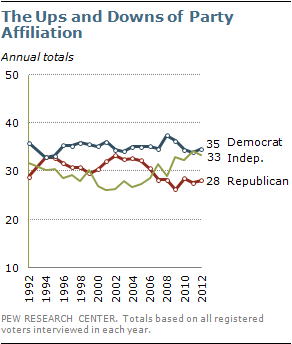 The Ups and Downs of Party
Affiliation
Annual totals
50
40
30
20
10
35 Democrat
33 Indep.
28 Republican
1992
1994
1996
1998
2000
2002
2004
2006
2008
2010
2012
PEW RESEARCH CENTER. Totals based on all registered
voters interviewed in each year.